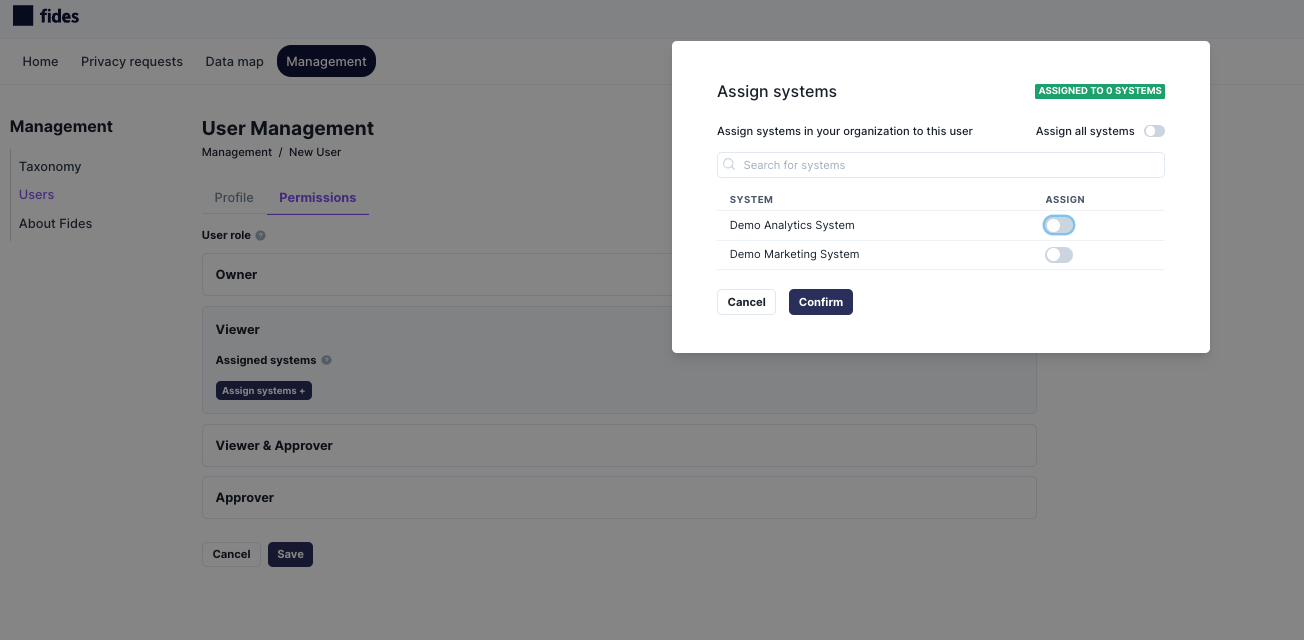 fides
Home Privacy requests Data map Management
Management
Taxonomy
Users
About Fides
User Management
Management / New User
Profile Permissions
User role ?
Owner
Viewer
Assigned systems ?
Assign systems +
Viewer & Approver
Approver
Cancel Save
Assign systems ASSIGNED TO 0 SYSTEMS
Assign systems in your organization to this user Assign all systems
Search for systems
SYSTEM ASSIGN
Demo Analytics System
Demo Marketing System
Cancel Confirm